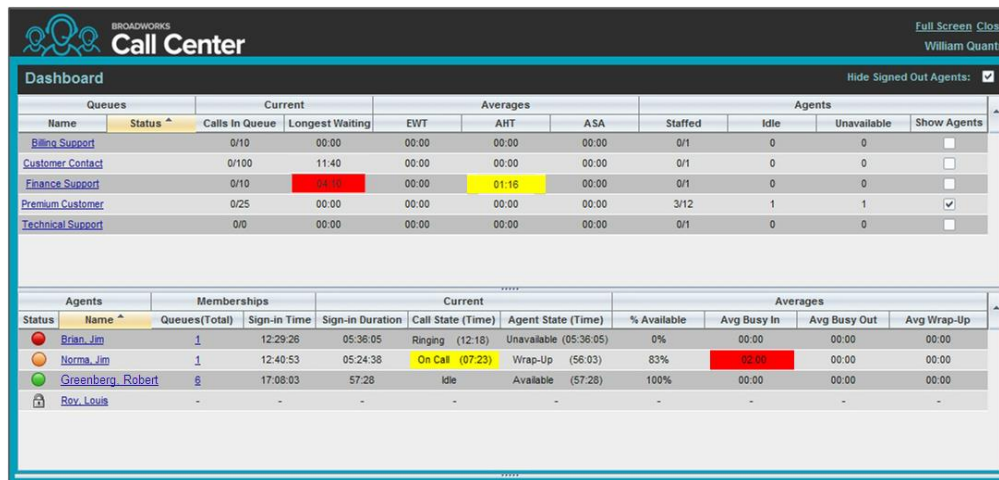 BROADWORKS
Call Center
Full Screen Clos
William Quant
Dashboard Hide Signed Out Agents:
Queues Current Averages Agents
Name Status Calls In Queue Longest Waiting EWT AHT ASA Staffed Idle Unavailable Show Agents
Billing Support 0/10 00:00 00:00 00:00 00:00 0/1 0 0
Customer Contact 0/100 11:40 00:00 00:00 00:00 0/1 0 0
Finance Support 0/10 04:10 00:00 01:16 00:00 0/1 0 0
Premium Customer 0/25 00:00 00:00 00:00 00:00 3/12 1 1
Technical Support 0/0 00:00 00:00 00:00 00:00 0/1 0 0
Agents Memberships Current Averages
Status Name Queues(Total) Sign-in Time Sign-in Duration Call State (Time) Agent State (Time) % Available Avg Busy In Avg Busy Out Avg Wrap-Up
Brian, Jim 1 12:29:26 05:36:05 Ringing (12:18) Unavailable (05:36:05) 0% 00:00 00:00 00:00
Norma, Jim 1 12:40:53 05:24:38 On Call (07:23) Wrap-Up (56:03) 83% 02:00 00:00 00:00
Greenberg, Robert 6 17:08:03 57:28 Idle Available (57:28) 100% 00:00 00:00 00:00
Roy, Louis - - - - - - - - -